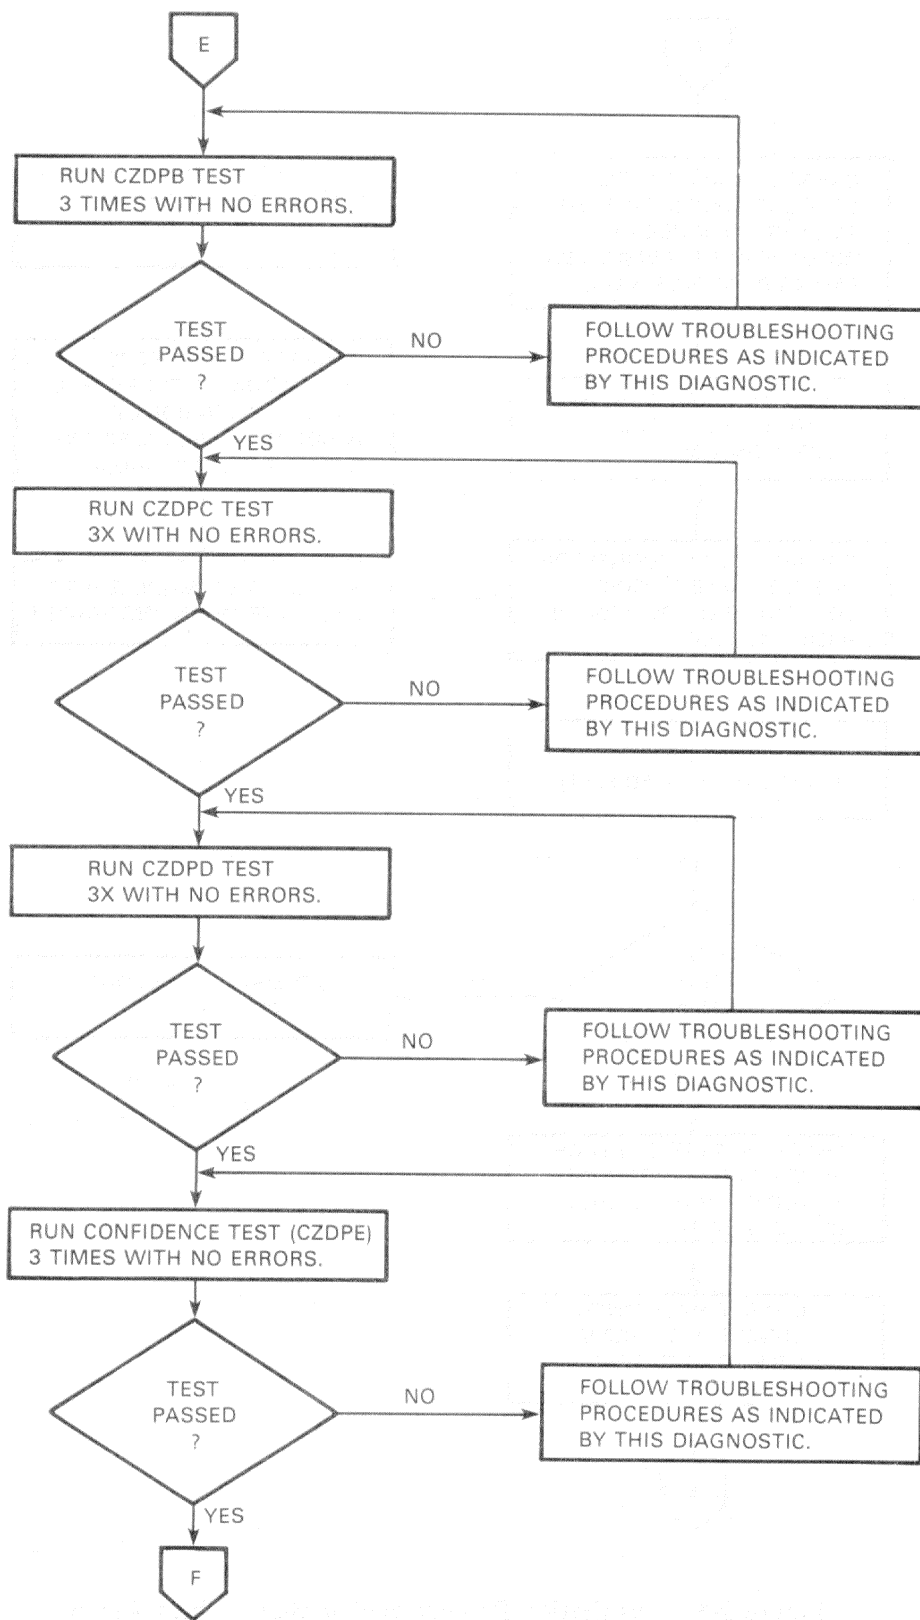 E
RUN CZDPB TEST
3 TIMES WITH NO ERRORS.
TEST
PASSED
?
NO
FOLLOW TROUBLESHOOTING
PROCEDURES AS INDICATED
BY THIS DIAGNOSTIC.
YES
RUN CZDPC TEST
3X WITH NO ERRORS.
TEST
PASSED
?
NO
FOLLOW TROUBLESHOOTING
PROCEDURES AS INDICATED
BY THIS DIAGNOSTIC.
YES
RUN CZDPD TEST
3X WITH NO ERRORS.
TEST
PASSED
?
NO
FOLLOW TROUBLESHOOTING
PROCEDURES AS INDICATED
BY THIS DIAGNOSTIC.
YES
RUN CONFIDENCE TEST (CZDPE)
3 TIMES WITH NO ERRORS.
TEST
PASSED
?
NO
FOLLOW TROUBLESHOOTING
PROCEDURES AS INDICATED
BY THIS DIAGNOSTIC.
YES
F